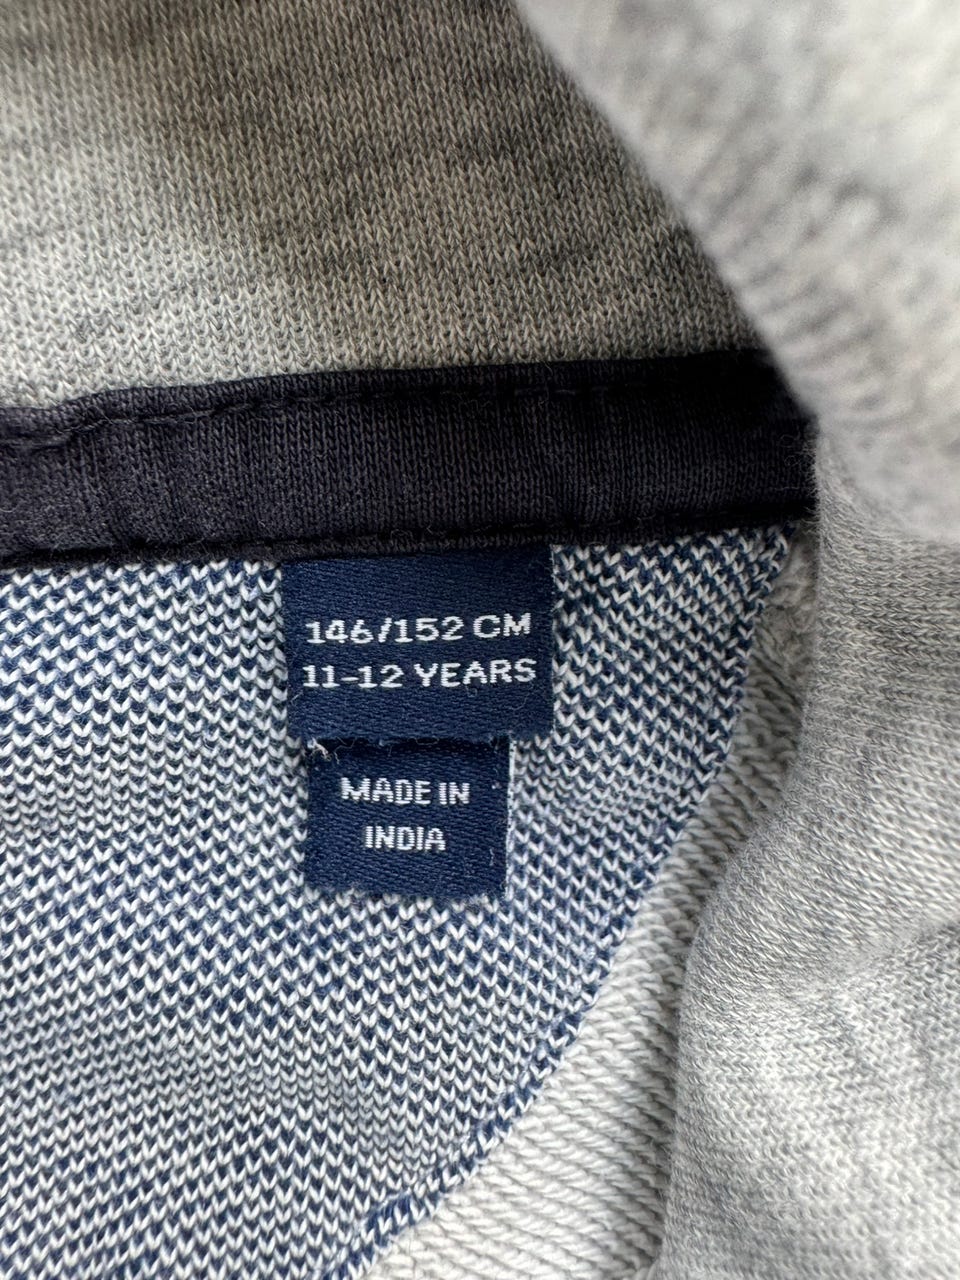 146/152 CM
11-12 YEARS
MADE IN
INDIA